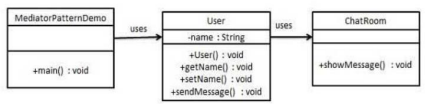 MediatorPatternDemo
+main() : void
uses
User
-name : String
+User() : void
+getName() : void
+setName() : void
+sendMessage() : void
uses
ChatRoom
+showMessage() : void